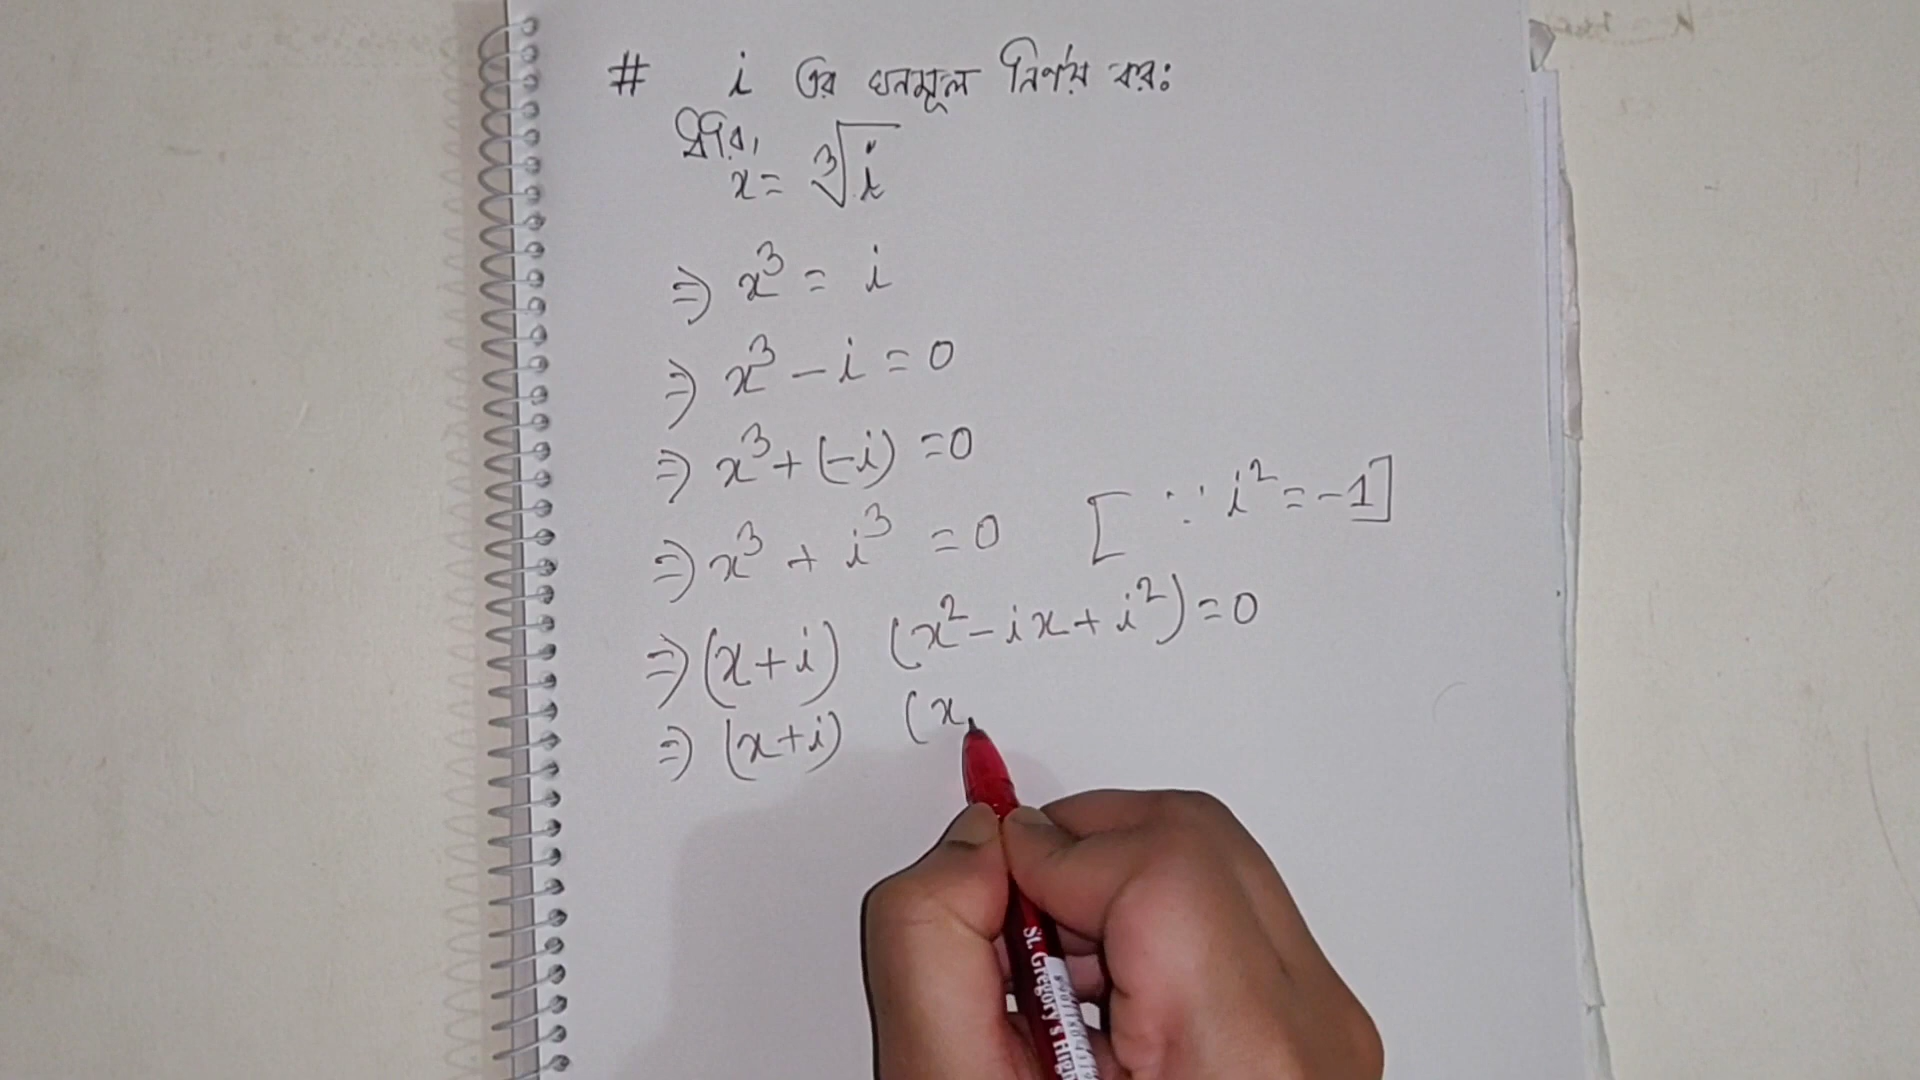 # i এর ঘনমূল নির্ণয় কর:
ধরি,
x = ∛i
⇒ x³ = i
⇒ x³ - i = 0
⇒ x³ + (-i) = 0
⇒ x³ + i³ = 0 [∵ i² = -1]
⇒ (x+i) (x² - ix + i²) = 0
⇒ (x+i) (x
St. Gregory's